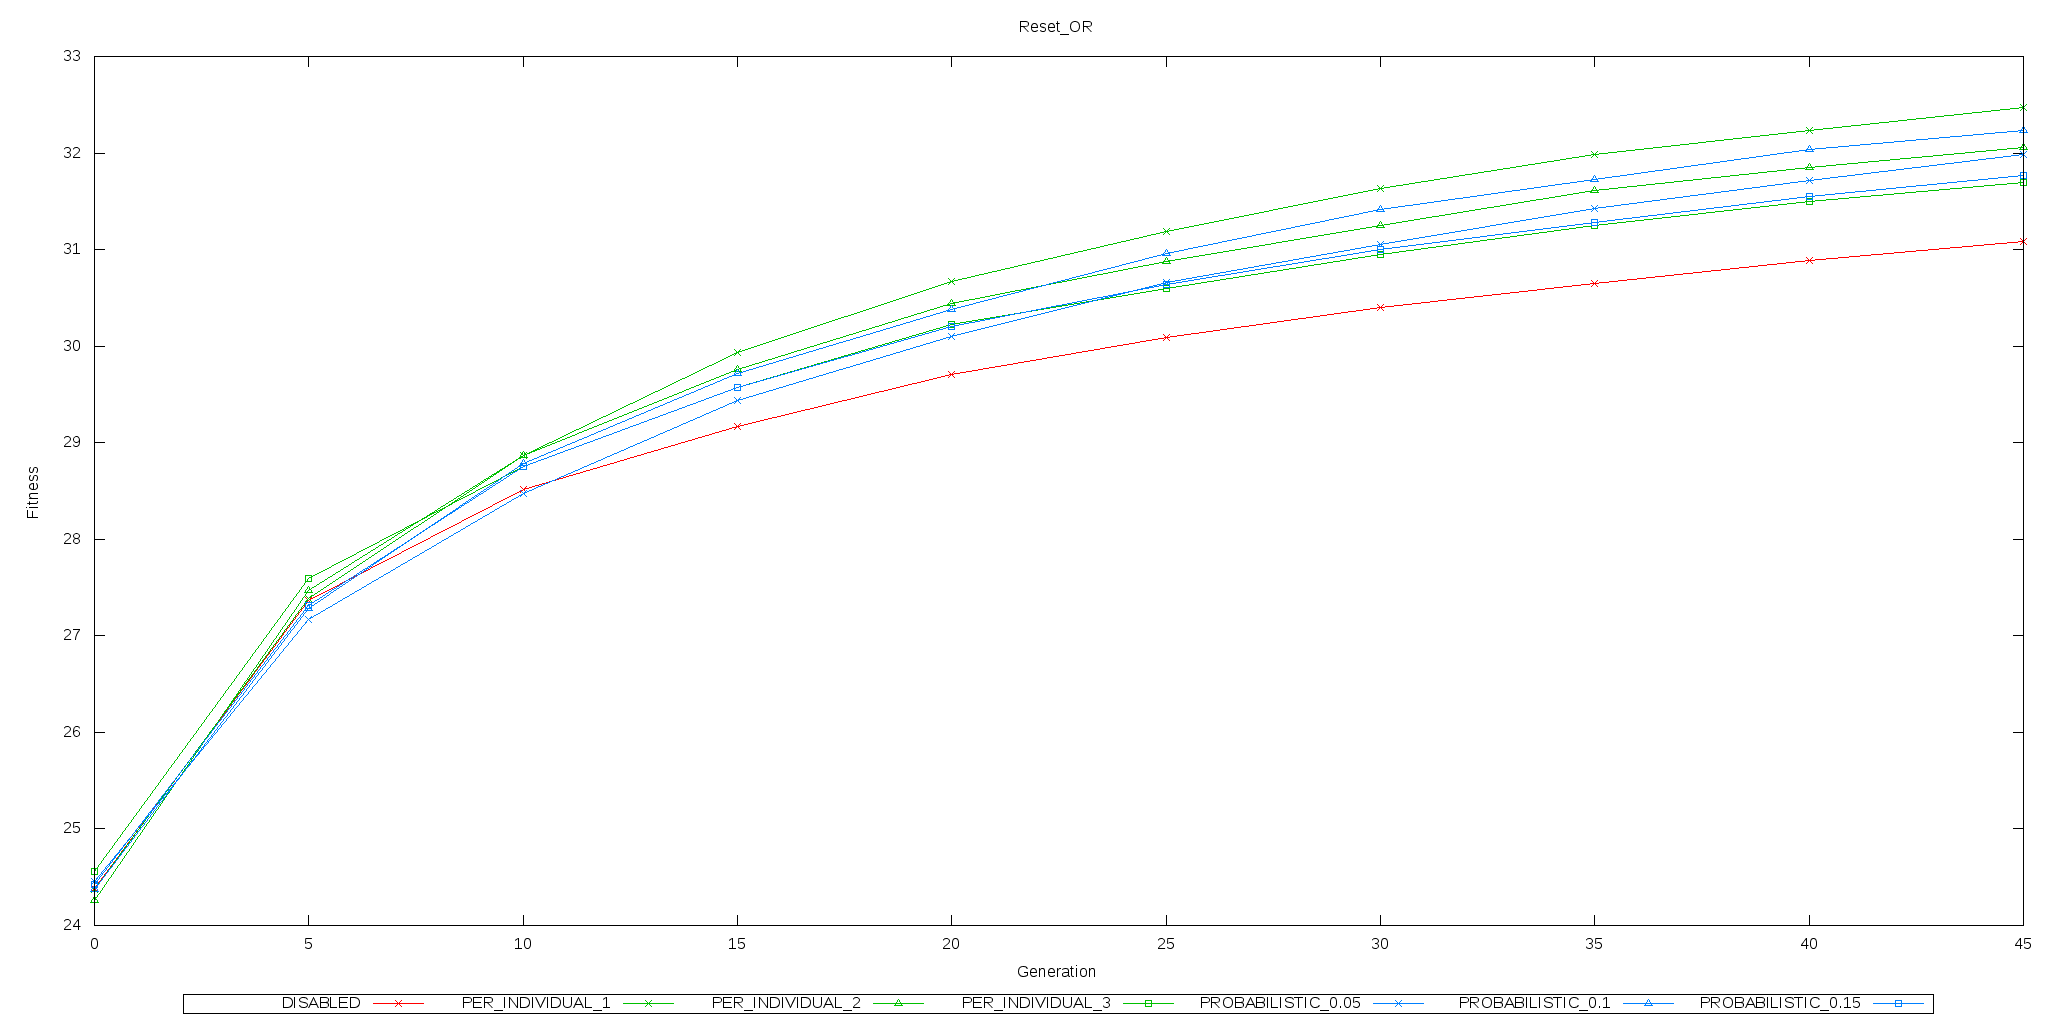 Reset_OR
33
32
31
30
29
28
27
26
25
24
Fitness
0 5 10 15 20 25 30 35 40 45
Generation
DISABLED PER_INDIVIDUAL_1 PER_INDIVIDUAL_2 PER_INDIVIDUAL_3 PROBABILISTIC_0.05 PROBABILISTIC_0.1 PROBABILISTIC_0.15